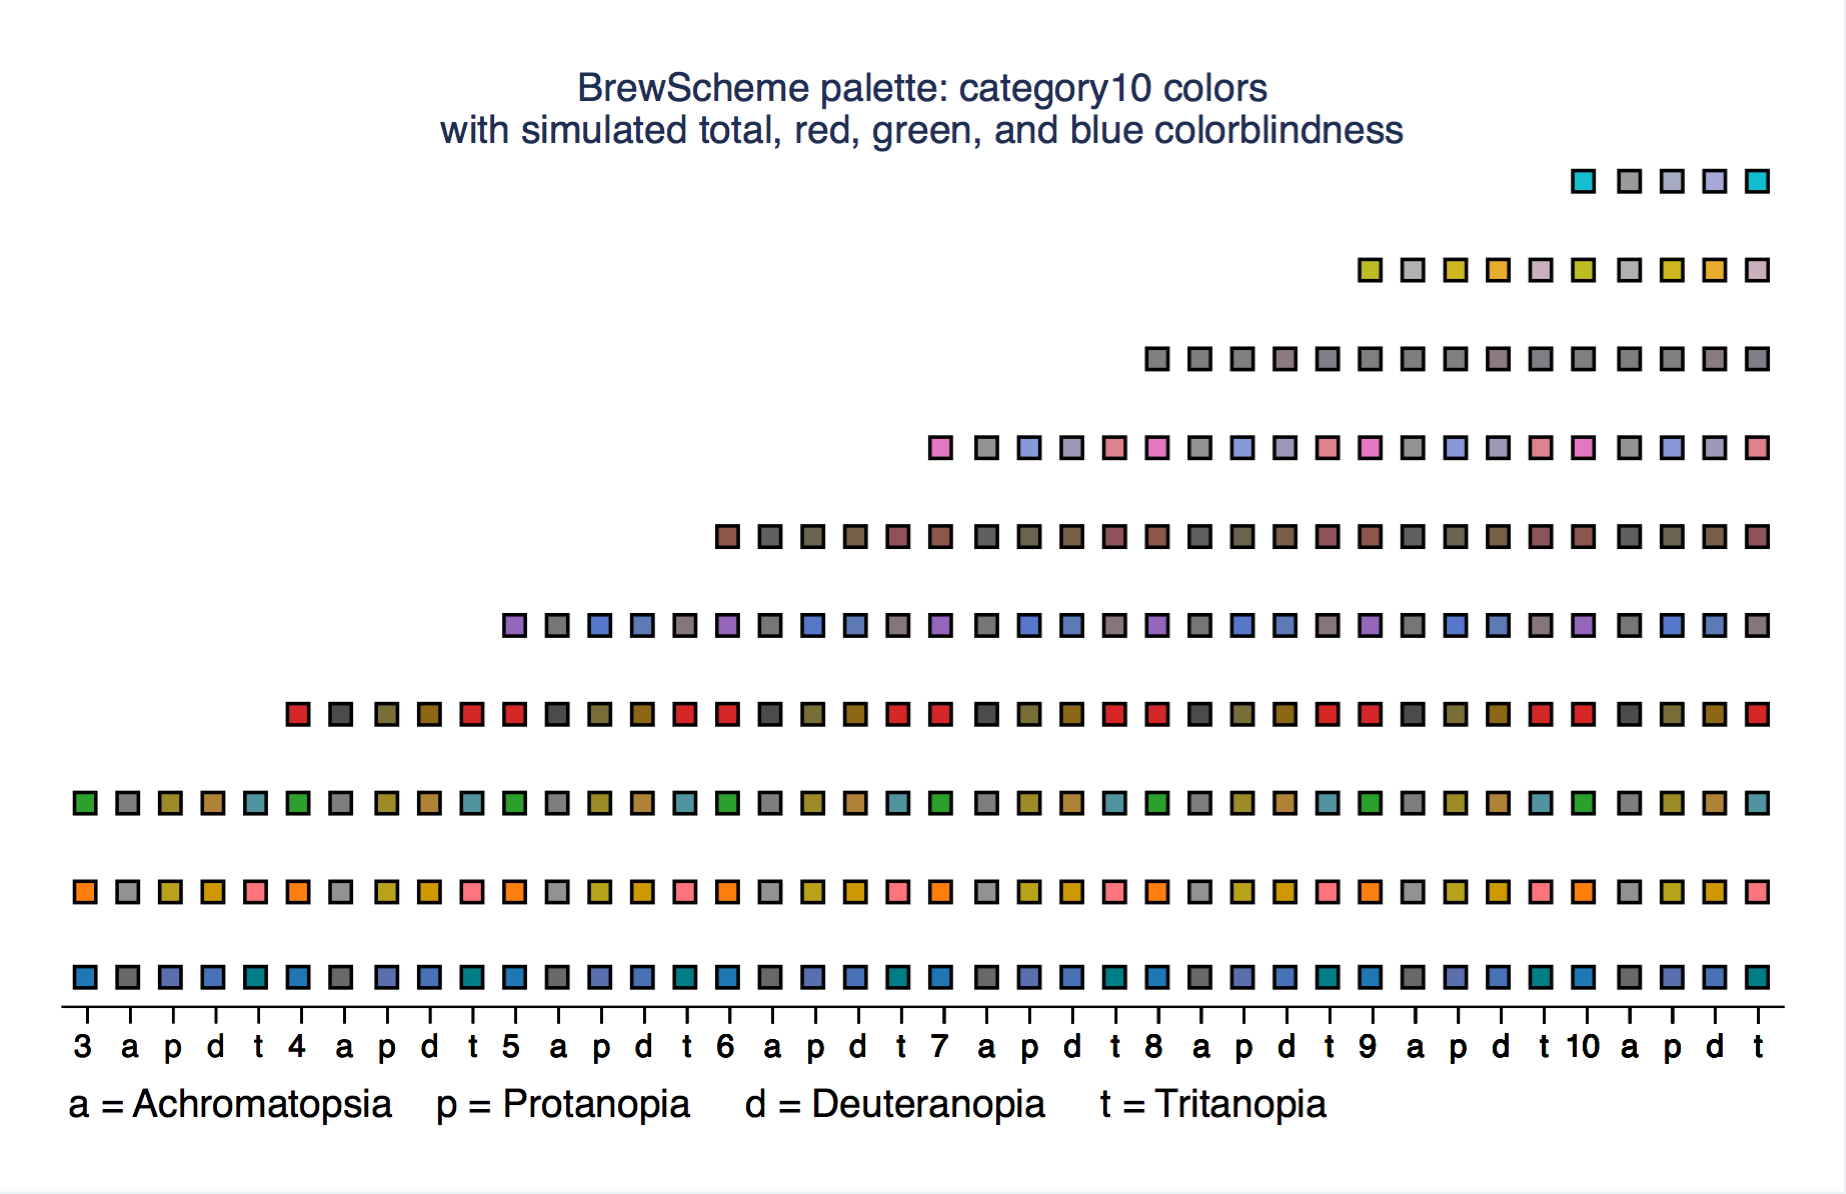 BrewScheme palette: category10 colors
with simulated total, red, green, and blue colorblindness
3 a p d t 4 a p d t 5 a p d t 6 a p d t 7 a p d t 8 a p d t 9 a p d t 10 a p d t
a = Achromatopsia p = Protanopia d = Deuteranopia t = Tritanopia